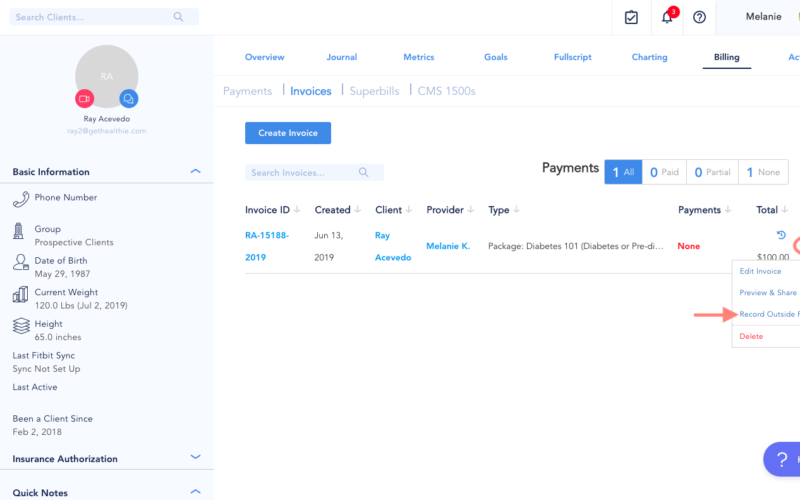 Search Clients...
3
Melanie
RA
Ray Acevedo
ray2@gethealthie.com
Basic Information
Phone Number
Group
Prospective Clients
Date of Birth
May 29, 1987
Current Weight
120.0 Lbs (Jul 2, 2019)
Height
65.0 inches
Last Fitbit Sync
Sync Not Set Up
Last Active
Been a Client Since
Feb 2, 2018
Insurance Authorization
Quick Notes
Overview Journal Metrics Goals Fullscript Charting Billing Ac
Payments | Invoices | Superbills | CMS 1500s
Create Invoice
Search Invoices...
Payments 1 All 0 Paid 0 Partial 1 None
Invoice ID Created Client Provider Type Payments Total
RA-15188-
2019
Jun 13,
2019
Ray
Acevedo
Melanie K.
Package: Diabetes 101 (Diabetes or Pre-di...
None
$100.00
Edit Invoice
Preview & Share
Record Outside
Delete
?